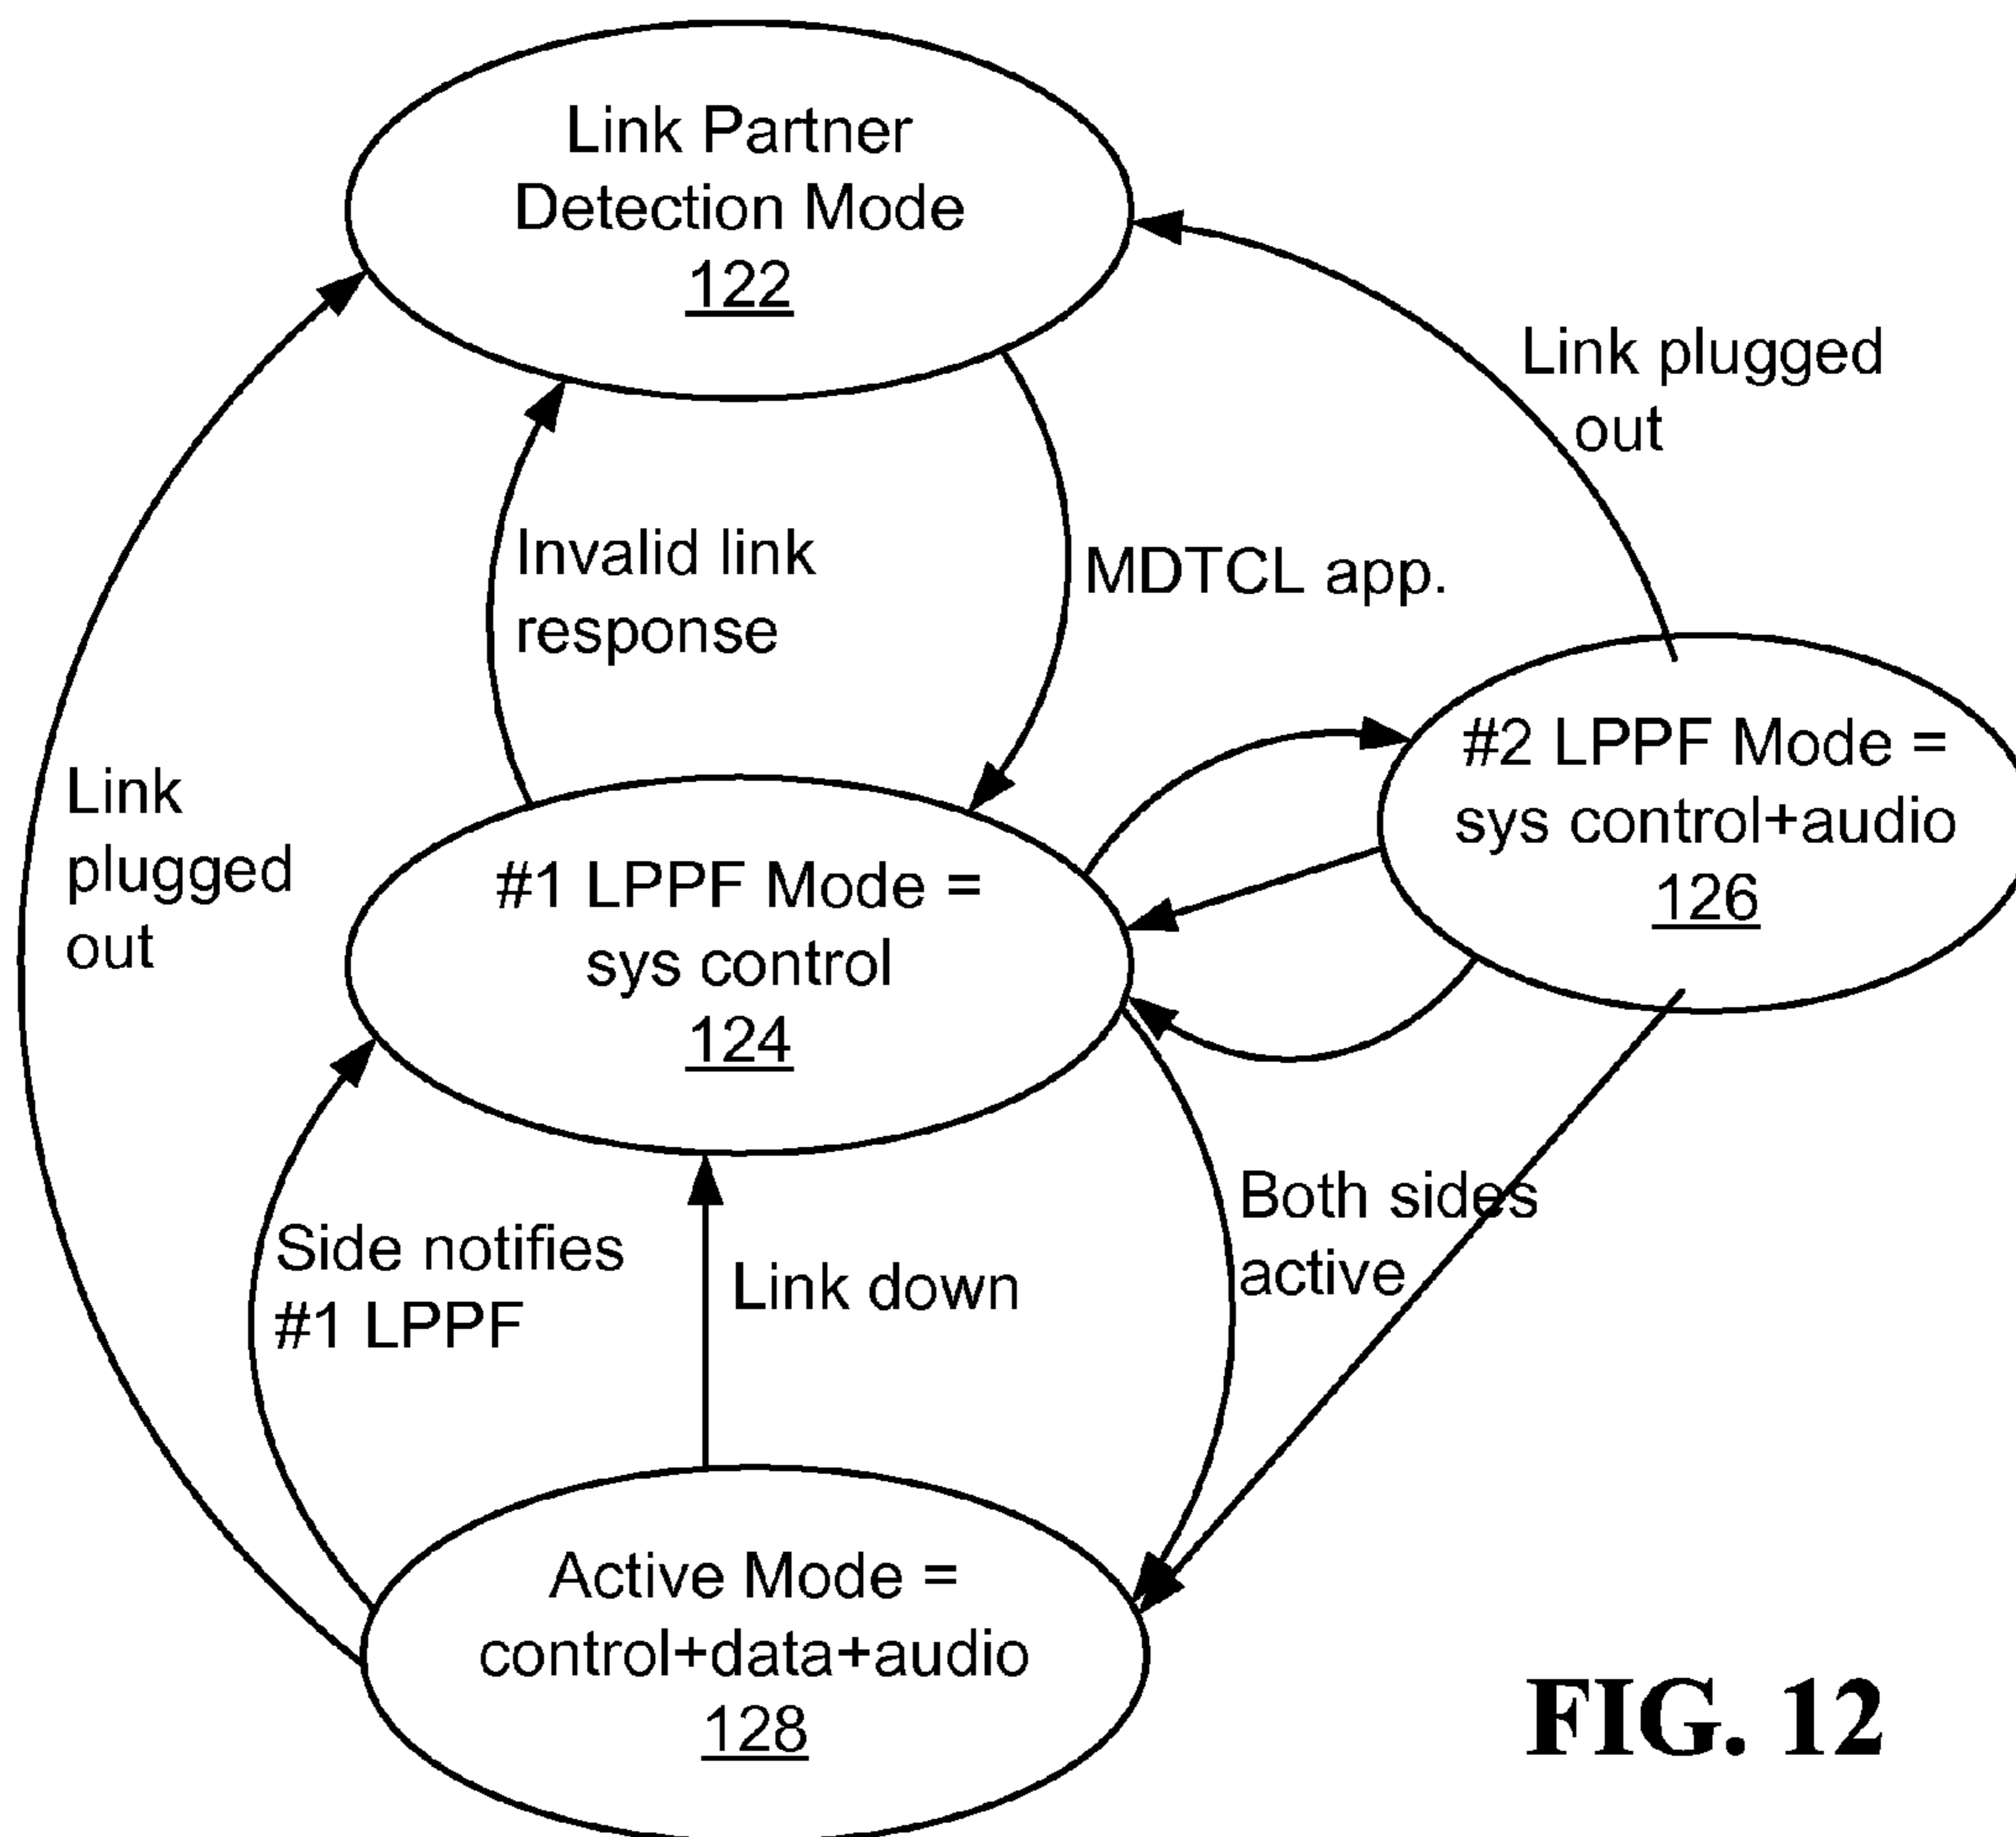 Link Partner
Detection Mode
122
Link plugged
out
Invalid link
response
MDTCL app.
#2 LPPF Mode =
sys control+audio
126
Link
plugged
out
#1 LPPF Mode =
sys control
124
Both sides
active
Side notifies
#1 LPPF
Link down
Active Mode =
control+data+audio
128
FIG. 12